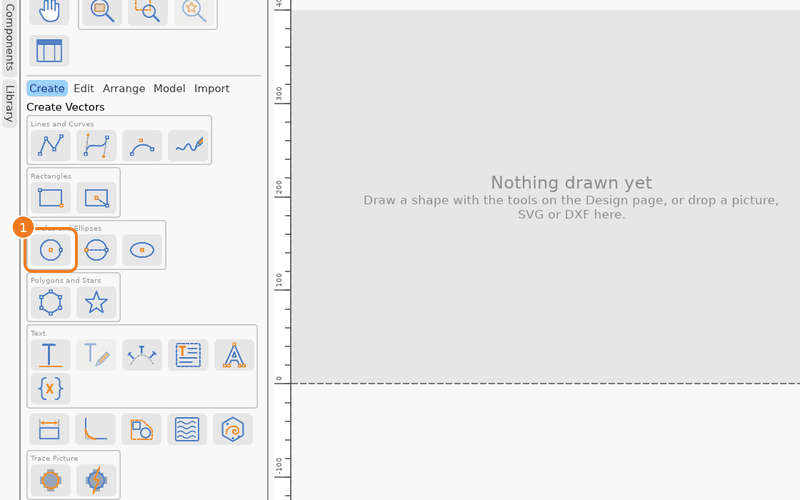 Components
Library
Create Edit Arrange Model Import
Create Vectors
Lines and Curves
Rectangles
1
and Ellipses
Polygons and Stars
Text
Trace Picture
400
300
200
100
0
-100
Nothing drawn yet
Draw a shape with the tools on the Design page, or drop a picture,
SVG or DXF here.